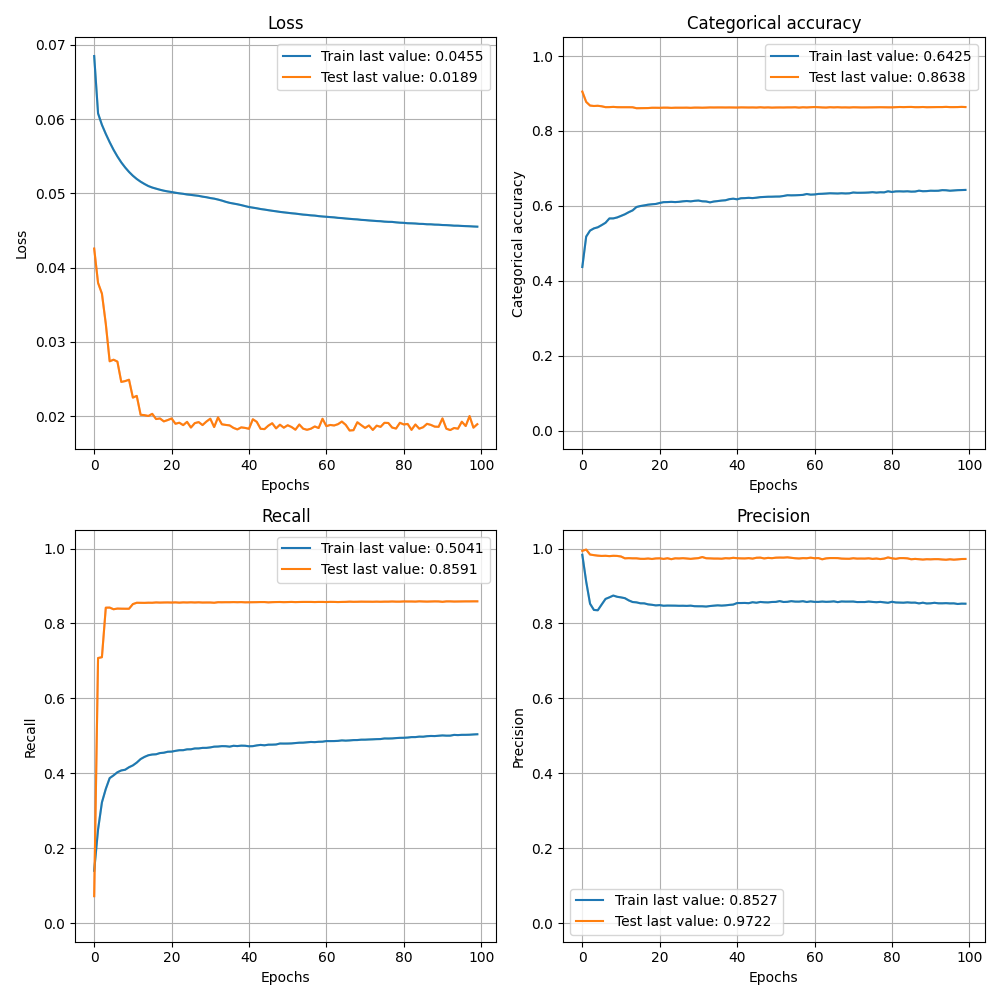 Loss
Train last value: 0.0455
Test last value: 0.0189
0.07
0.06
0.05
0.04
0.03
0.02
Loss
0 20 40 60 80 100
Epochs
Categorical accuracy
Train last value: 0.6425
Test last value: 0.8638
1.0
0.8
0.6
0.4
0.2
0.0
Categorical accuracy
0 20 40 60 80 100
Epochs
Recall
Train last value: 0.5041
Test last value: 0.8591
1.0
0.8
0.6
0.4
0.2
0.0
Recall
0 20 40 60 80 100
Epochs
Precision
1.0
0.8
0.6
0.4
0.2
0.0
Precision
Train last value: 0.8527
Test last value: 0.9722
0 20 40 60 80 100
Epochs